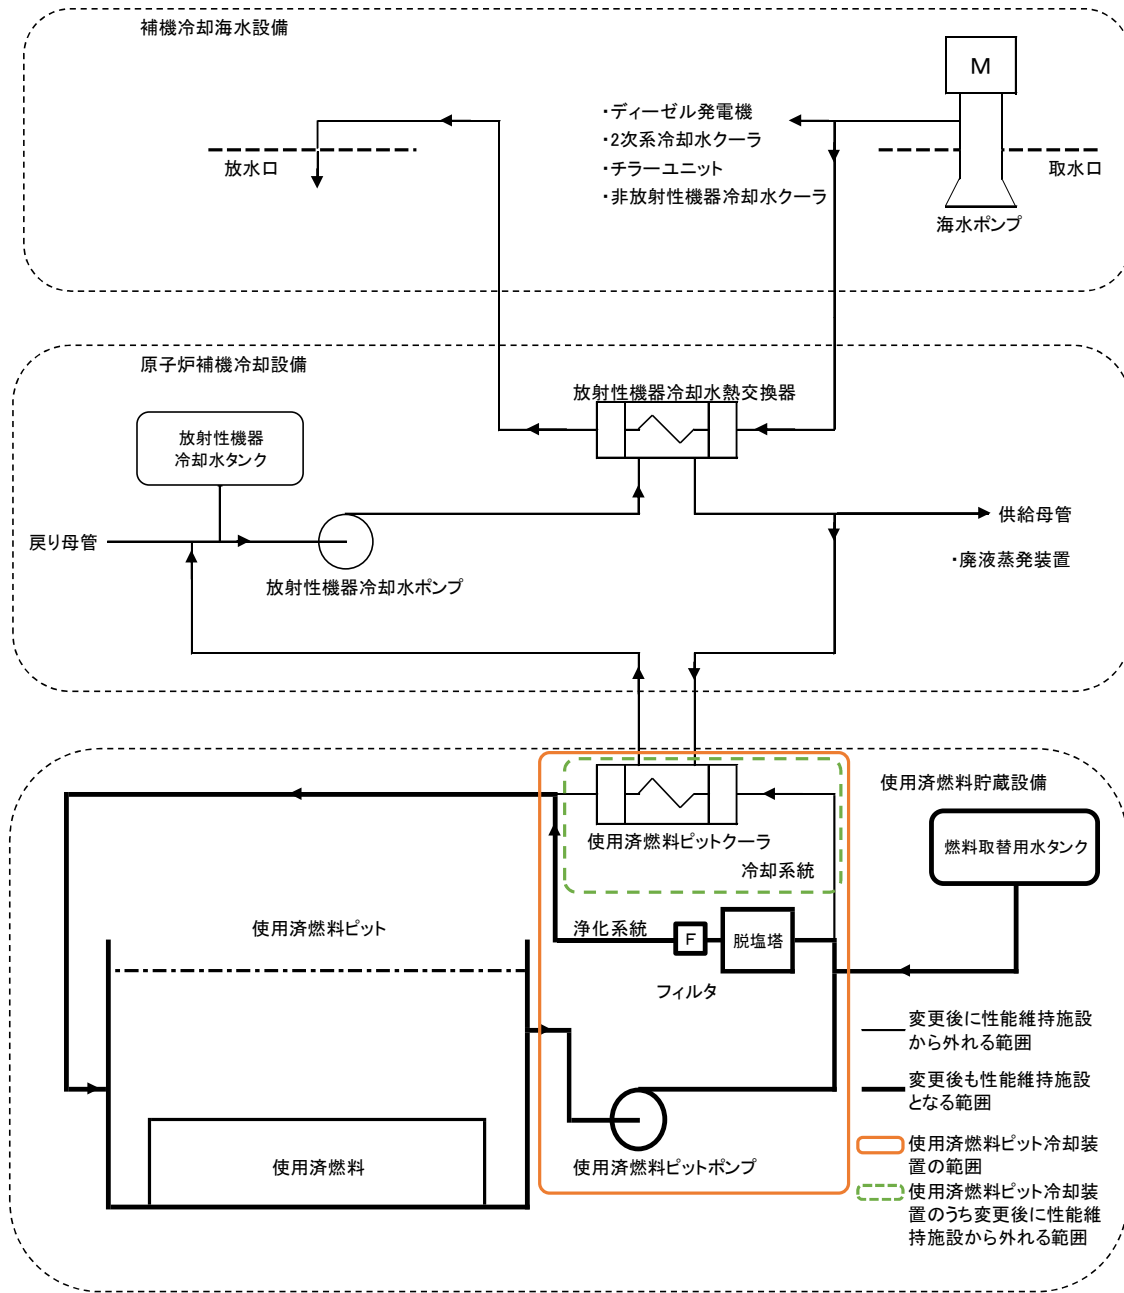 補機冷却海水設備
M
・ディーゼル発電機
・2次系冷却水クーラ
・チラーユニット
・非放射性機器冷却水クーラ
放水口
取水口
海水ポンプ
原子炉補機冷却設備
放射性機器冷却水熱交換器
放射性機器
冷却水タンク
戻り母管
供給母管
・廃液蒸発装置
放射性機器冷却水ポンプ
使用済燃料貯蔵設備
使用済燃料ピットクーラ
冷却系統
燃料取替用水タンク
使用済燃料ピット
浄化系統
F
脱塩塔
フィルタ
変更後に性能維持施設
から外れる範囲
変更後も性能維持施設
となる範囲
使用済燃料
使用済燃料ピットポンプ
使用済燃料ピット冷却装
置の範囲
使用済燃料ピット冷却装
置のうち変更後に性能維
持施設から外れる範囲